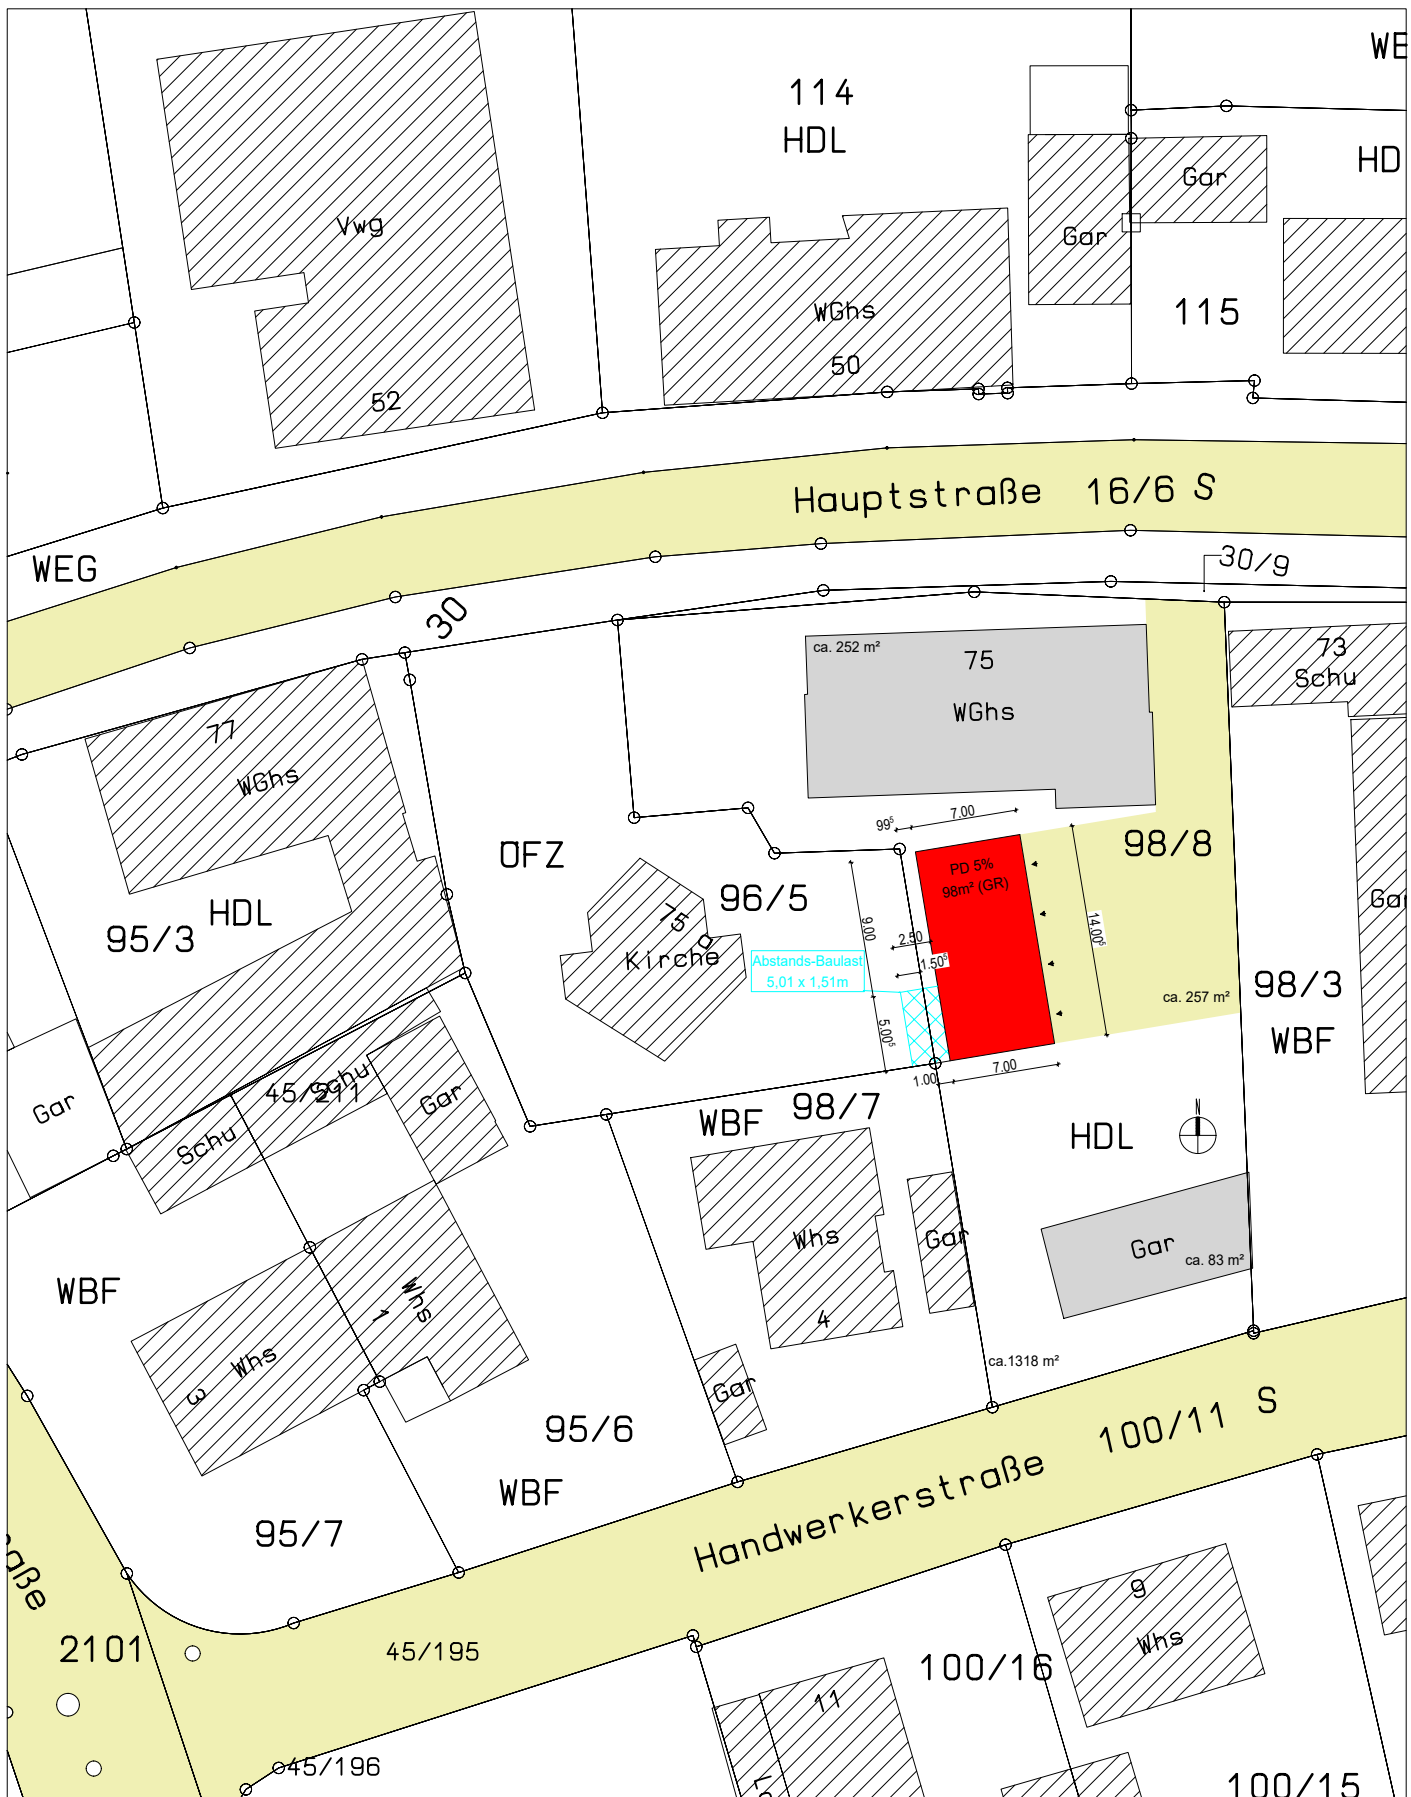 WE
114
HDL
HD
Gar
Vwg
Gar
WGhs
115
50
52
Hauptstraße 16/6 S
WEG
30/9
30
ca. 252 m²
75
73
Schu
WGhs
77
WGhs
99⁵
7.00
98/8
ÖFZ
PD 5%
98m² (GR)
96/5
75 a
Kirche
HDL
95/3
9.00
2.50
1.50⁵
14.00⁵
Gar
Abstands-Baulast
5,01 x 1,51m
98/3
ca. 257 m²
5.00⁵
WBF
1.00
7.00
45/211
Schu
Gar
Gar
Schu
98/7
WBF
N
HDL
Whs
Gar
Gar
ca. 83 m²
WBF
Whs
1
4
Whs
3
ca.1318 m²
Gar
95/6
WBF
Handwerkerstraße 100/11 S
95/7
raße
2101
45/195
9
Whs
100/16
11
45/196
100/15